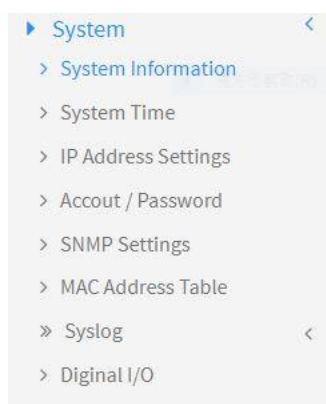 System
System Information
System Time
IP Address Settings
Accout / Password
SNMP Settings
MAC Address Table
Syslog
Diginal I/O